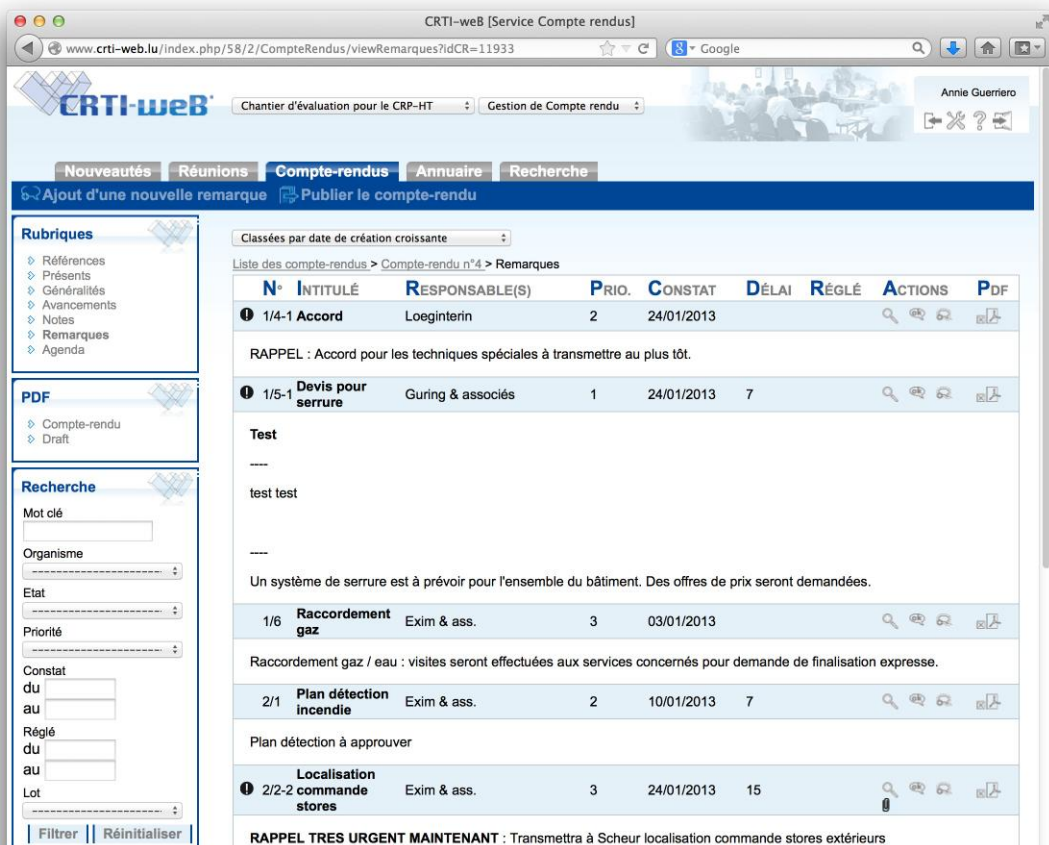 CRTI-weB [Service Compte rendus]
www.crti-web.lu/index.php/58/2/CompteRendus/viewRemarques?idCR=11933
Google
CRTI-weB
Chantier d'évaluation pour le CRP-HT
Gestion de Compte rendu
Annie Guerriero
Nouveautés Réunions Compte-rendus Annuaire Recherche
Ajout d'une nouvelle remarque Publier le compte-rendu
Rubriques
Références
Présents
Généralités
Avancements
Notes
Remarques
Agenda
PDF
Compte-rendu
Draft
Recherche
Mot clé
Organisme
Etat
Priorité
Constat
du
au
Réglé
du
au
Lot
Filtrer Réinitialiser
Classées par date de création croissante
Liste des compte-rendus > Compte-rendu n°4 > Remarques
N° INTITULÉ RESPONSABLE(S) PRIO. CONSTAT DÉLAI RÉGLÉ ACTIONS PDF
1/4-1 Accord Loeginterin 2 24/01/2013
RAPPEL : Accord pour les techniques spéciales à transmettre au plus tôt.
1/5-1 Devis pour serrure Guring & associés 1 24/01/2013 7
Test
----
test test
----
Un système de serrure est à prévoir pour l'ensemble du bâtiment. Des offres de prix seront demandées.
1/6 Raccordement gaz Exim & ass. 3 03/01/2013
Raccordement gaz / eau : visites seront effectuées aux services concernés pour demande de finalisation expresse.
2/1 Plan détection incendie Exim & ass. 2 10/01/2013 7
Plan détection à approuver
2/2-2 Localisation commande stores Exim & ass. 3 24/01/2013 15
RAPPEL TRES URGENT MAINTENANT : Transmettra à Scheur localisation commande stores extérieurs